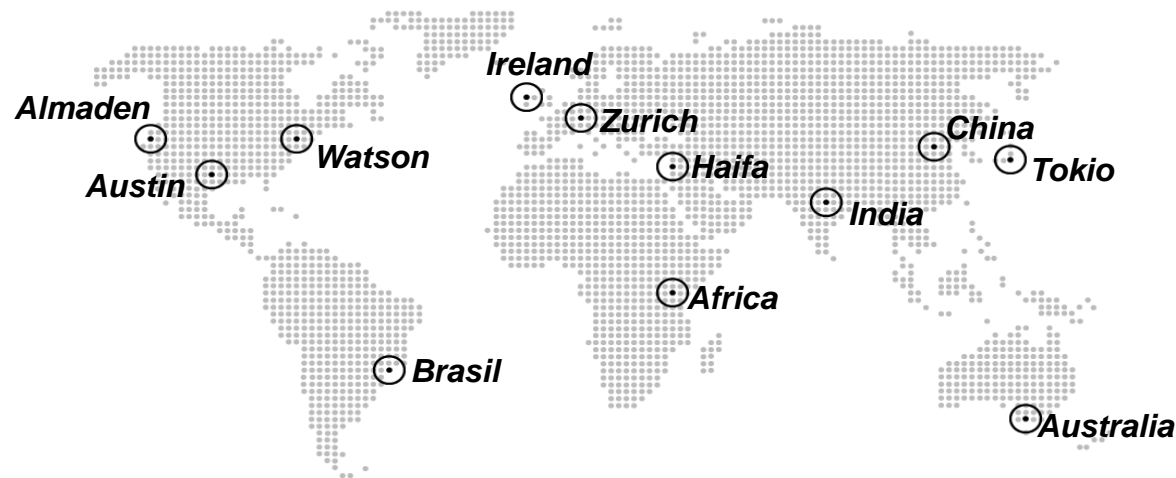 Ireland
Almaden
Zurich
China
Watson
Haifa
Tokio
Austin
India
Africa
Brasil
Australia